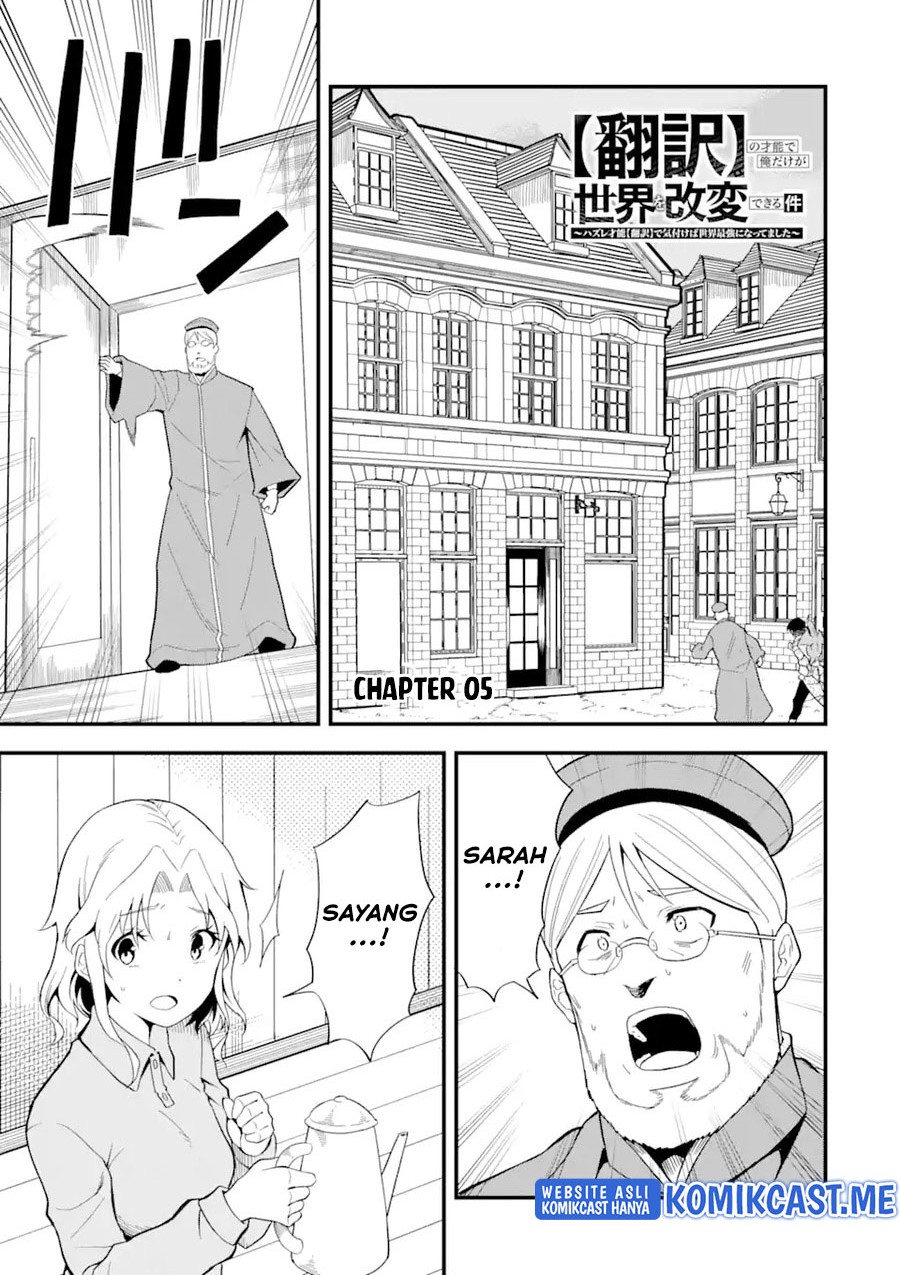 【翻訳】の才能で
俺だけが
世界を改変できる件
～ハズレ才能【翻訳】で気付けば世界最強になってました～
バーン
CHAPTER 05
SARAH
...!
SAYANG
...!
WEBSITE ASLI
KOMIKCAST HANYA
KOMIKCAST.ME